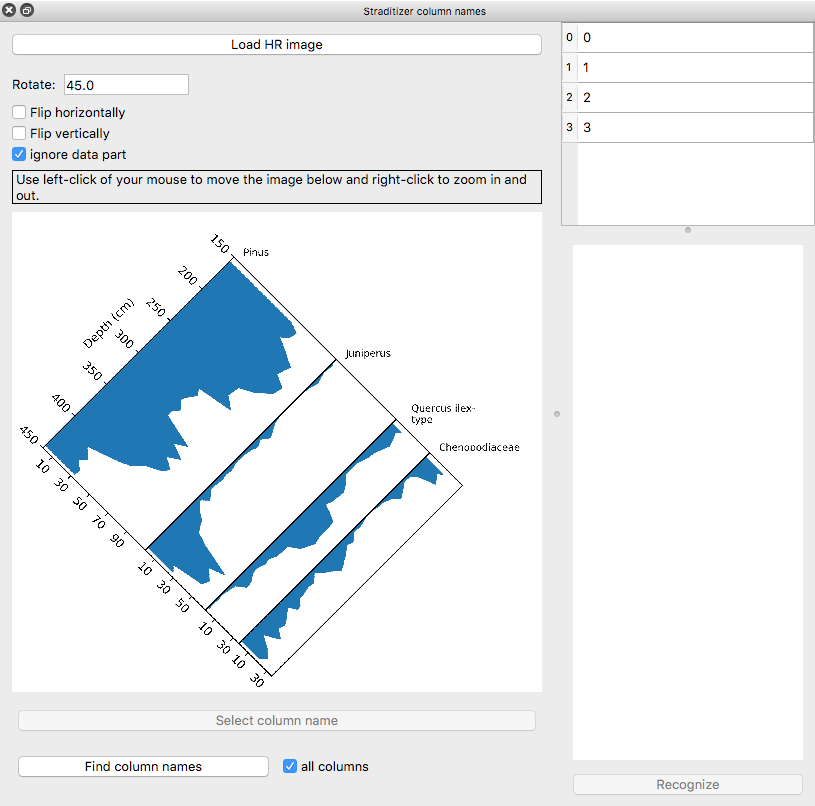 Straditizer column names
Load HR image
Rotate: 45.0
Flip horizontally
Flip vertically
ignore data part
Use left-click of your mouse to move the image below and right-click to zoom in and
out.
0 0
1 1
2 2
3 3
150
200
250
300
350
400
450
Depth (cm)
Pinus
Juniperus
Quercus ilex-
type
Chenopodiaceae
10
30
50
70
90
10
30
50
10
30
10
30
Select column name
Find column names
all columns
Recognize